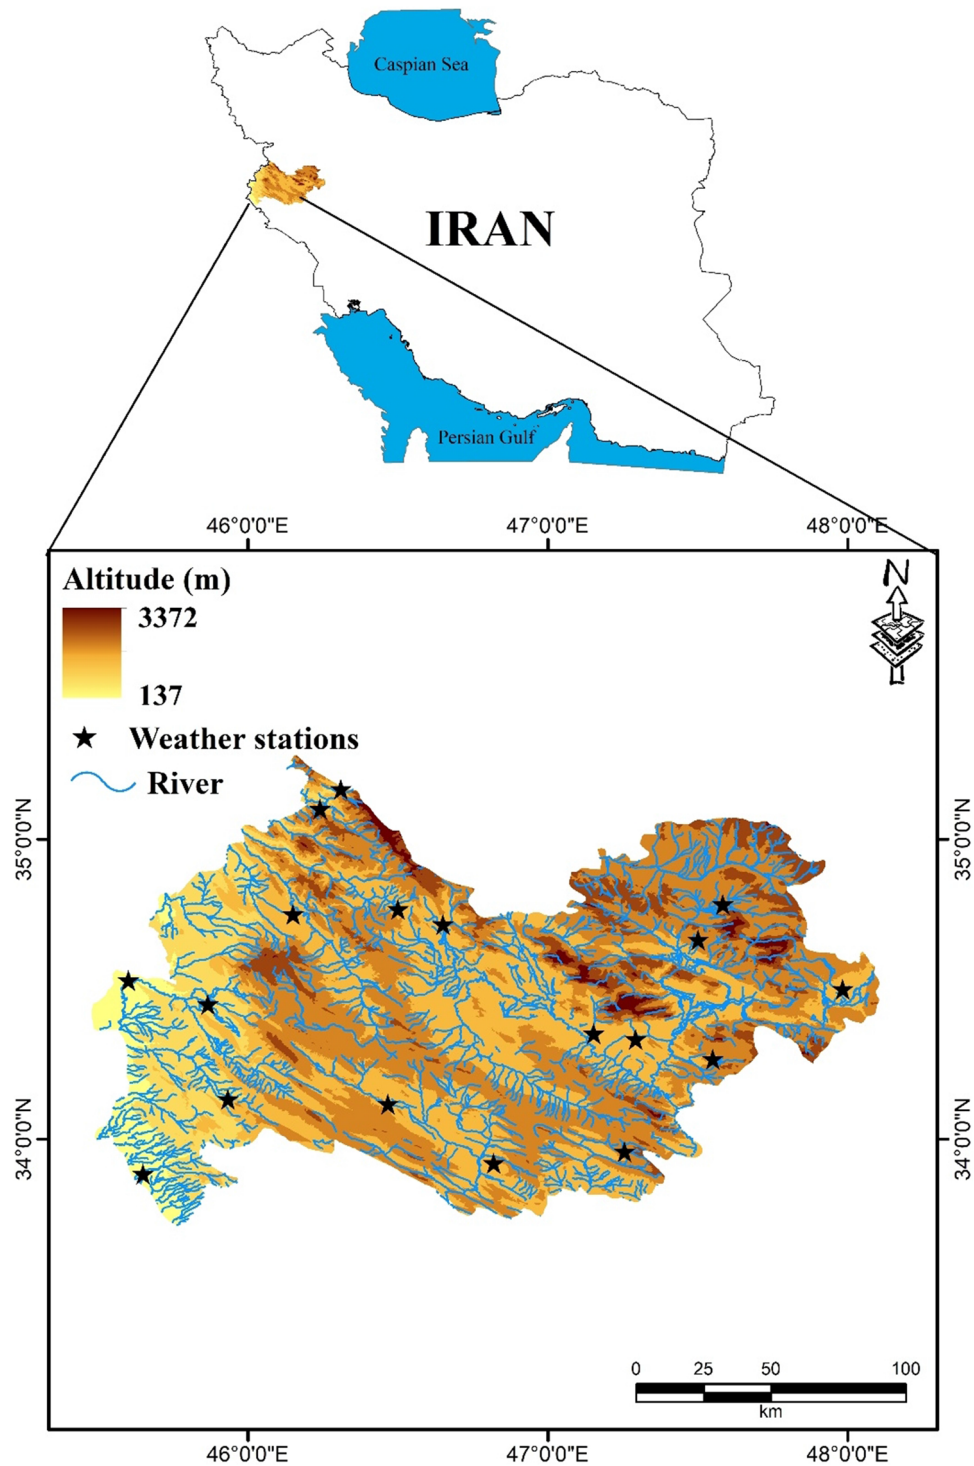 Caspian Sea
IRAN
Persian Gulf
46°0'0"E 47°0'0"E 48°0'0"E
Altitude (m)
3372
137
N
Weather stations
River
35°0'0"N 35°0'0"N
34°0'0"N 34°0'0"N
0 25 50 100
km
46°0'0"E 47°0'0"E 48°0'0"E